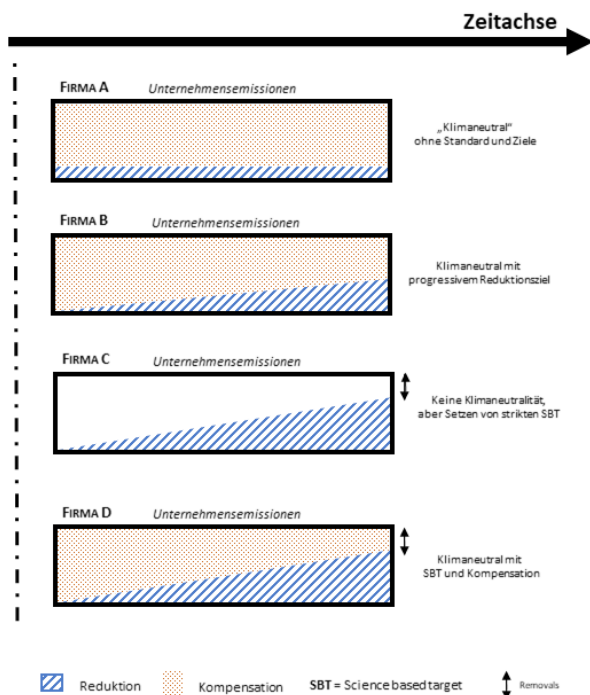 Zeitachse
FIRMA A Unternehmensemissionen
„Klimaneutral"
ohne Standard und Ziele
FIRMA B Unternehmensemissionen
Klimaneutral mit
progressivem Reduktionsziel
FIRMA C Unternehmensemissionen
Keine Klimaneutralität,
aber Setzen von strikten SBT
FIRMA D Unternehmensemissionen
Klimaneutral mit
SBT und Kompensation
Reduktion Kompensation SBT = Science based target Removals